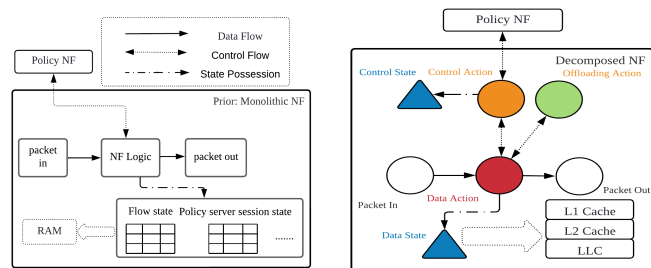 Policy NF
Data Flow
Control Flow
State Possession
Prior: Monolithic NF
packet in
NF Logic
packet out
Flow state
Policy server session state
.......
RAM
Policy NF
Decomposed NF
Control State
Control Action
Offloading Action
Packet In
Data Action
Packet Out
Data State
L1 Cache
L2 Cache
LLC